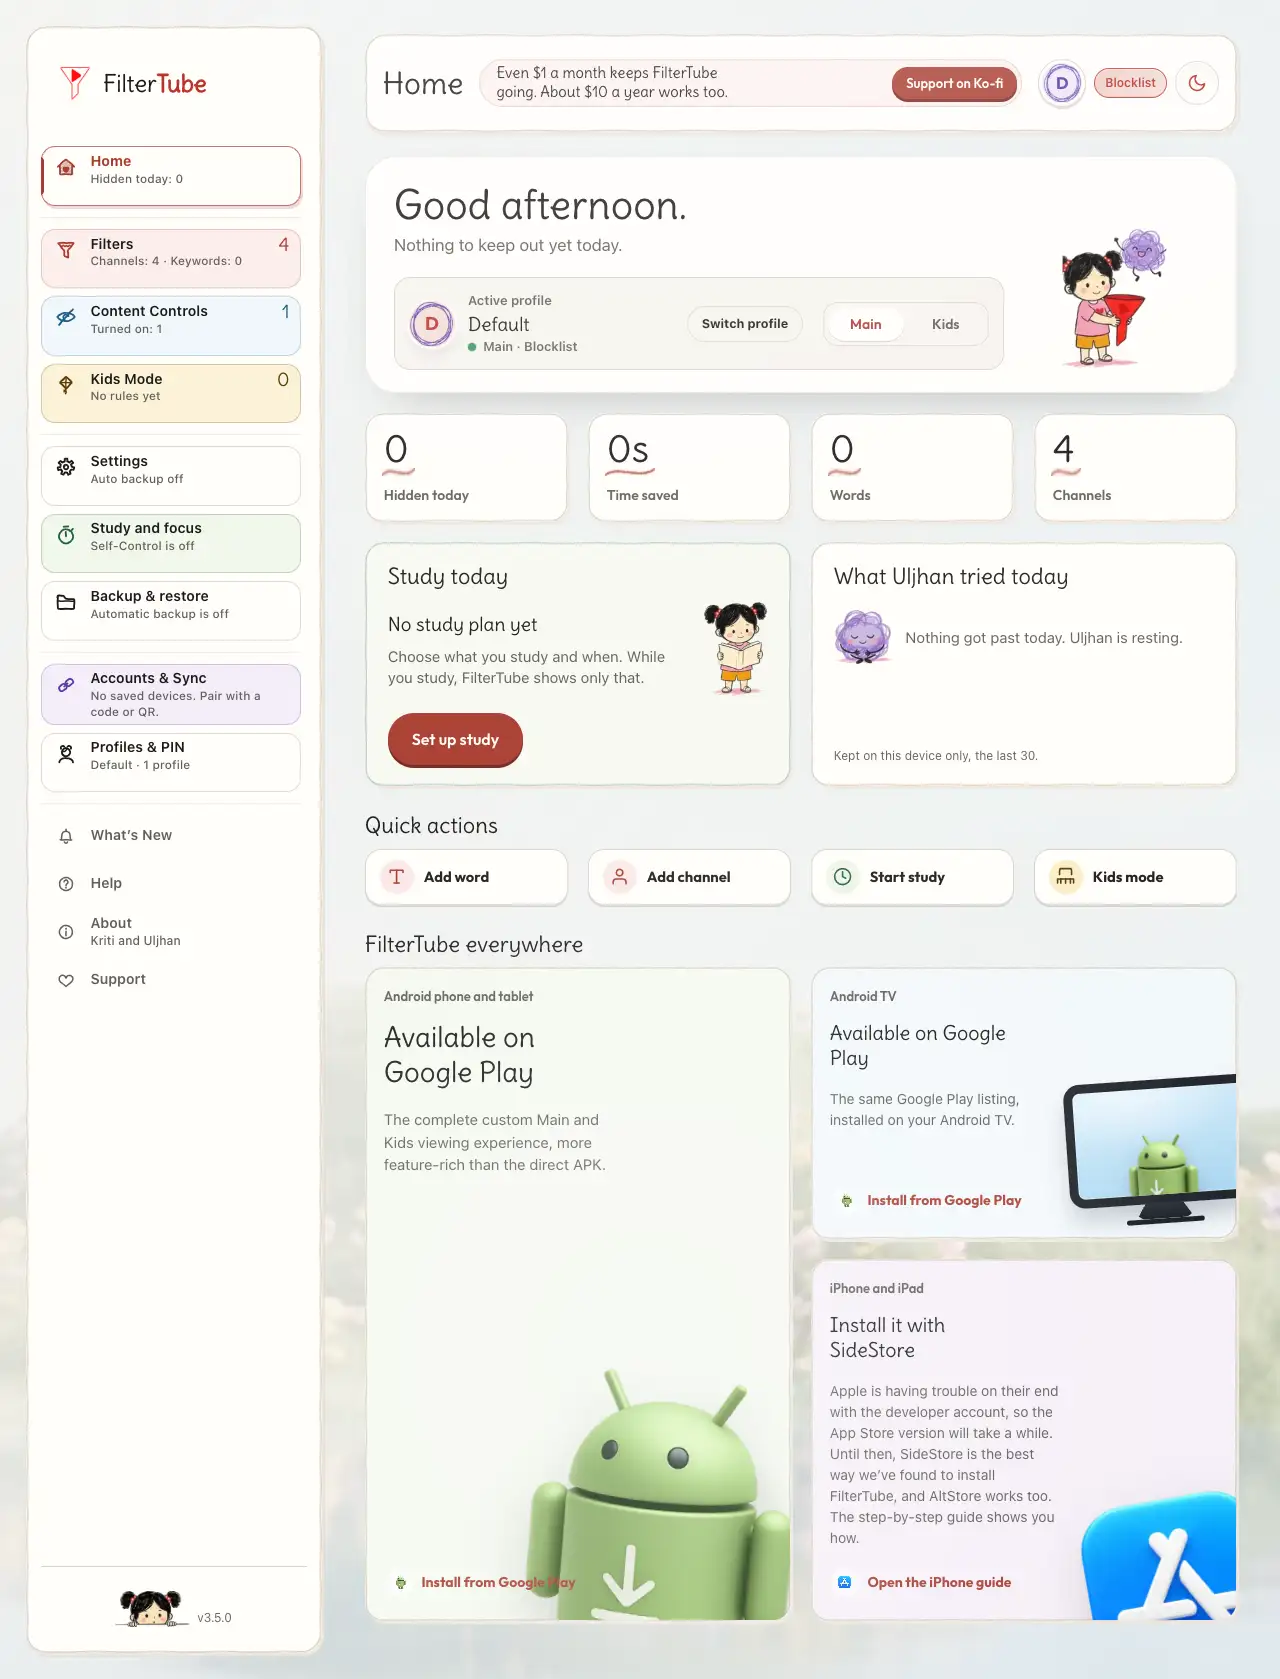 FilterTube
Home
Hidden today: 0
Filters
4
Channels: 4 · Keywords: 0
Content Controls
1
Turned on: 1
Kids Mode
0
No rules yet
Settings
Auto backup off
Study and focus
Self-Control is off
Backup & restore
Automatic backup is off
Accounts & Sync
No saved devices. Pair with a
code or QR.
Profiles & PIN
Default · 1 profile
What's New
Help
About
Kriti and Uljhan
Support
v3.5.0
Home
Even $1 a month keeps FilterTube
going. About $10 a year works too.
Support on Ko-fi
D
Blocklist
Good afternoon.
Nothing to keep out yet today.
D
Active profile
Default
Main · Blocklist
Switch profile
Main
Kids
0
Hidden today
0s
Time saved
0
Words
4
Channels
Study today
No study plan yet
Choose what you study and when. While
you study, FilterTube shows only that.
Set up study
What Uljhan tried today
Nothing got past today. Uljhan is resting.
Kept on this device only, the last 30.
Quick actions
Add word
Add channel
Start study
Kids mode
FilterTube everywhere
Android phone and tablet
Available on
Google Play
The complete custom Main and
Kids viewing experience, more
feature-rich than the direct APK.
Install from Google Play
Android TV
Available on Google
Play
The same Google Play listing,
installed on your Android TV.
Install from Google Play
iPhone and iPad
Install it with
SideStore
Apple is having trouble on their end
with the developer account, so the
App Store version will take a while.
Until then, SideStore is the best
way we've found to install
FilterTube, and AltStore works too.
The step-by-step guide shows you
how.
Open the iPhone guide